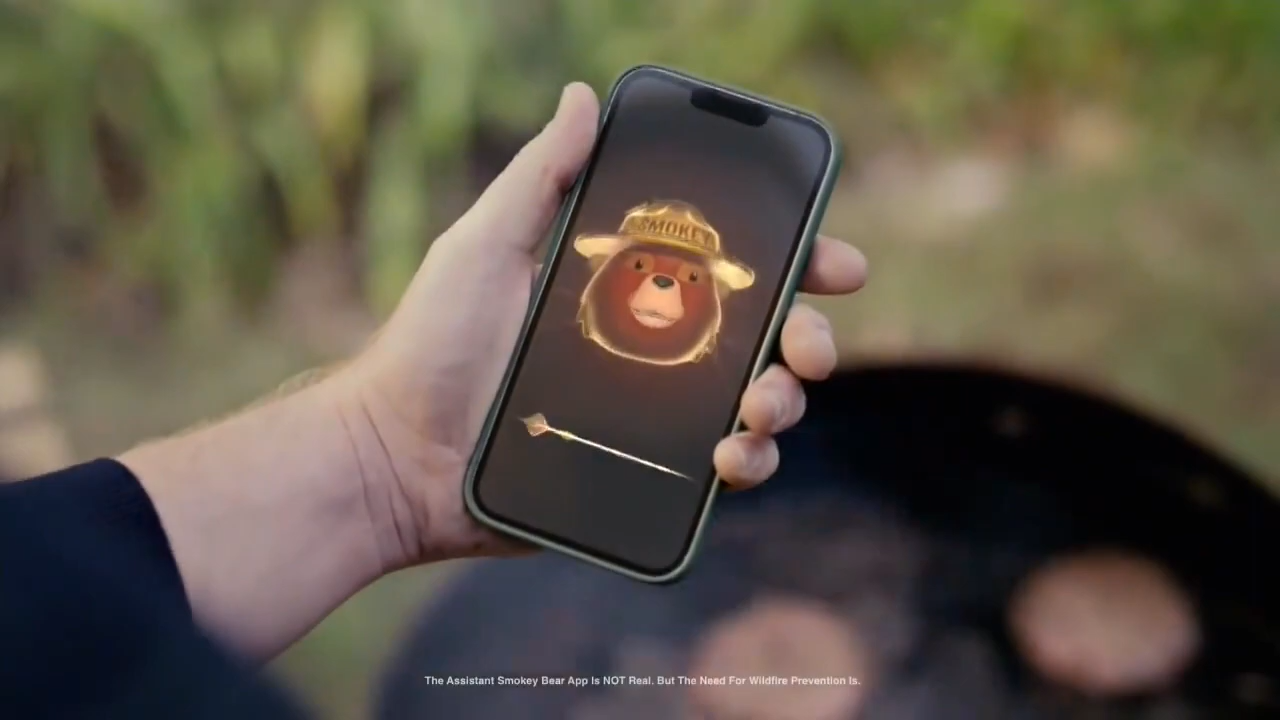 SMOKEY
The Assistant Smokey Bear App Is NOT Real. But The Need For Wildfire Prevention Is.